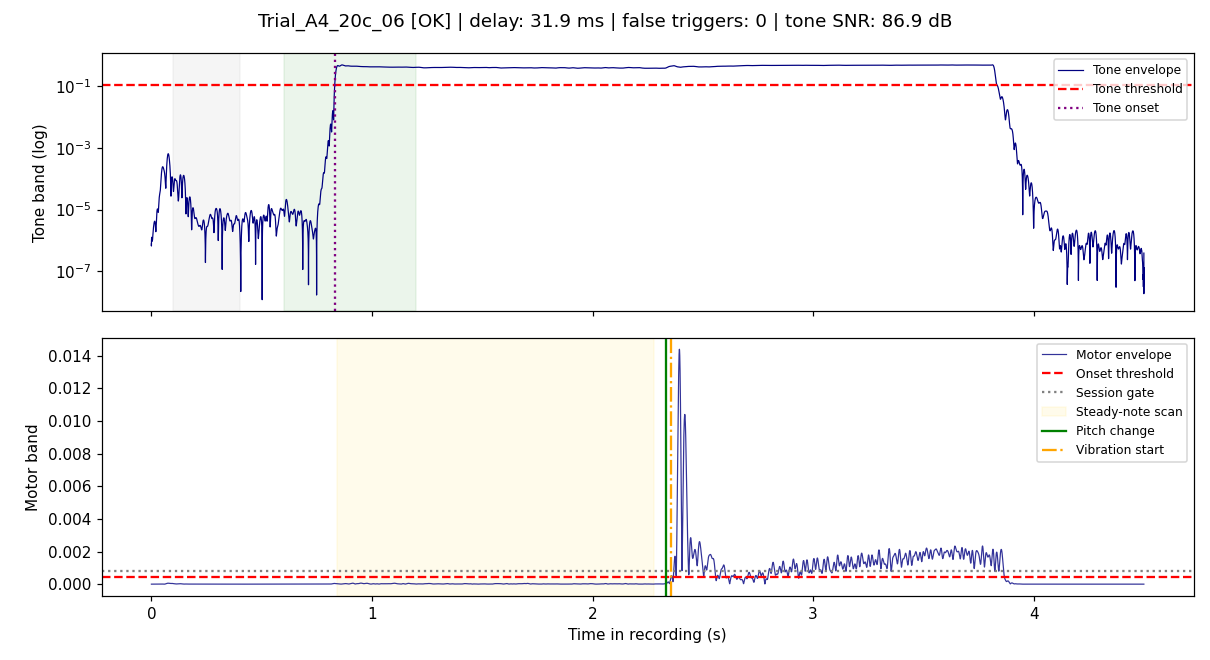 Trial_A4_20c_06 [OK] | delay: 31.9 ms | false triggers: 0 | tone SNR: 86.9 dB
Tone band (log)
10⁻¹
10⁻³
10⁻⁵
10⁻⁷
Tone envelope
Tone threshold
Tone onset
Motor band
0.014
0.012
0.010
0.008
0.006
0.004
0.002
0.000
Motor envelope
Onset threshold
Session gate
Steady-note scan
Pitch change
Vibration start
0 1 2 3 4
Time in recording (s)